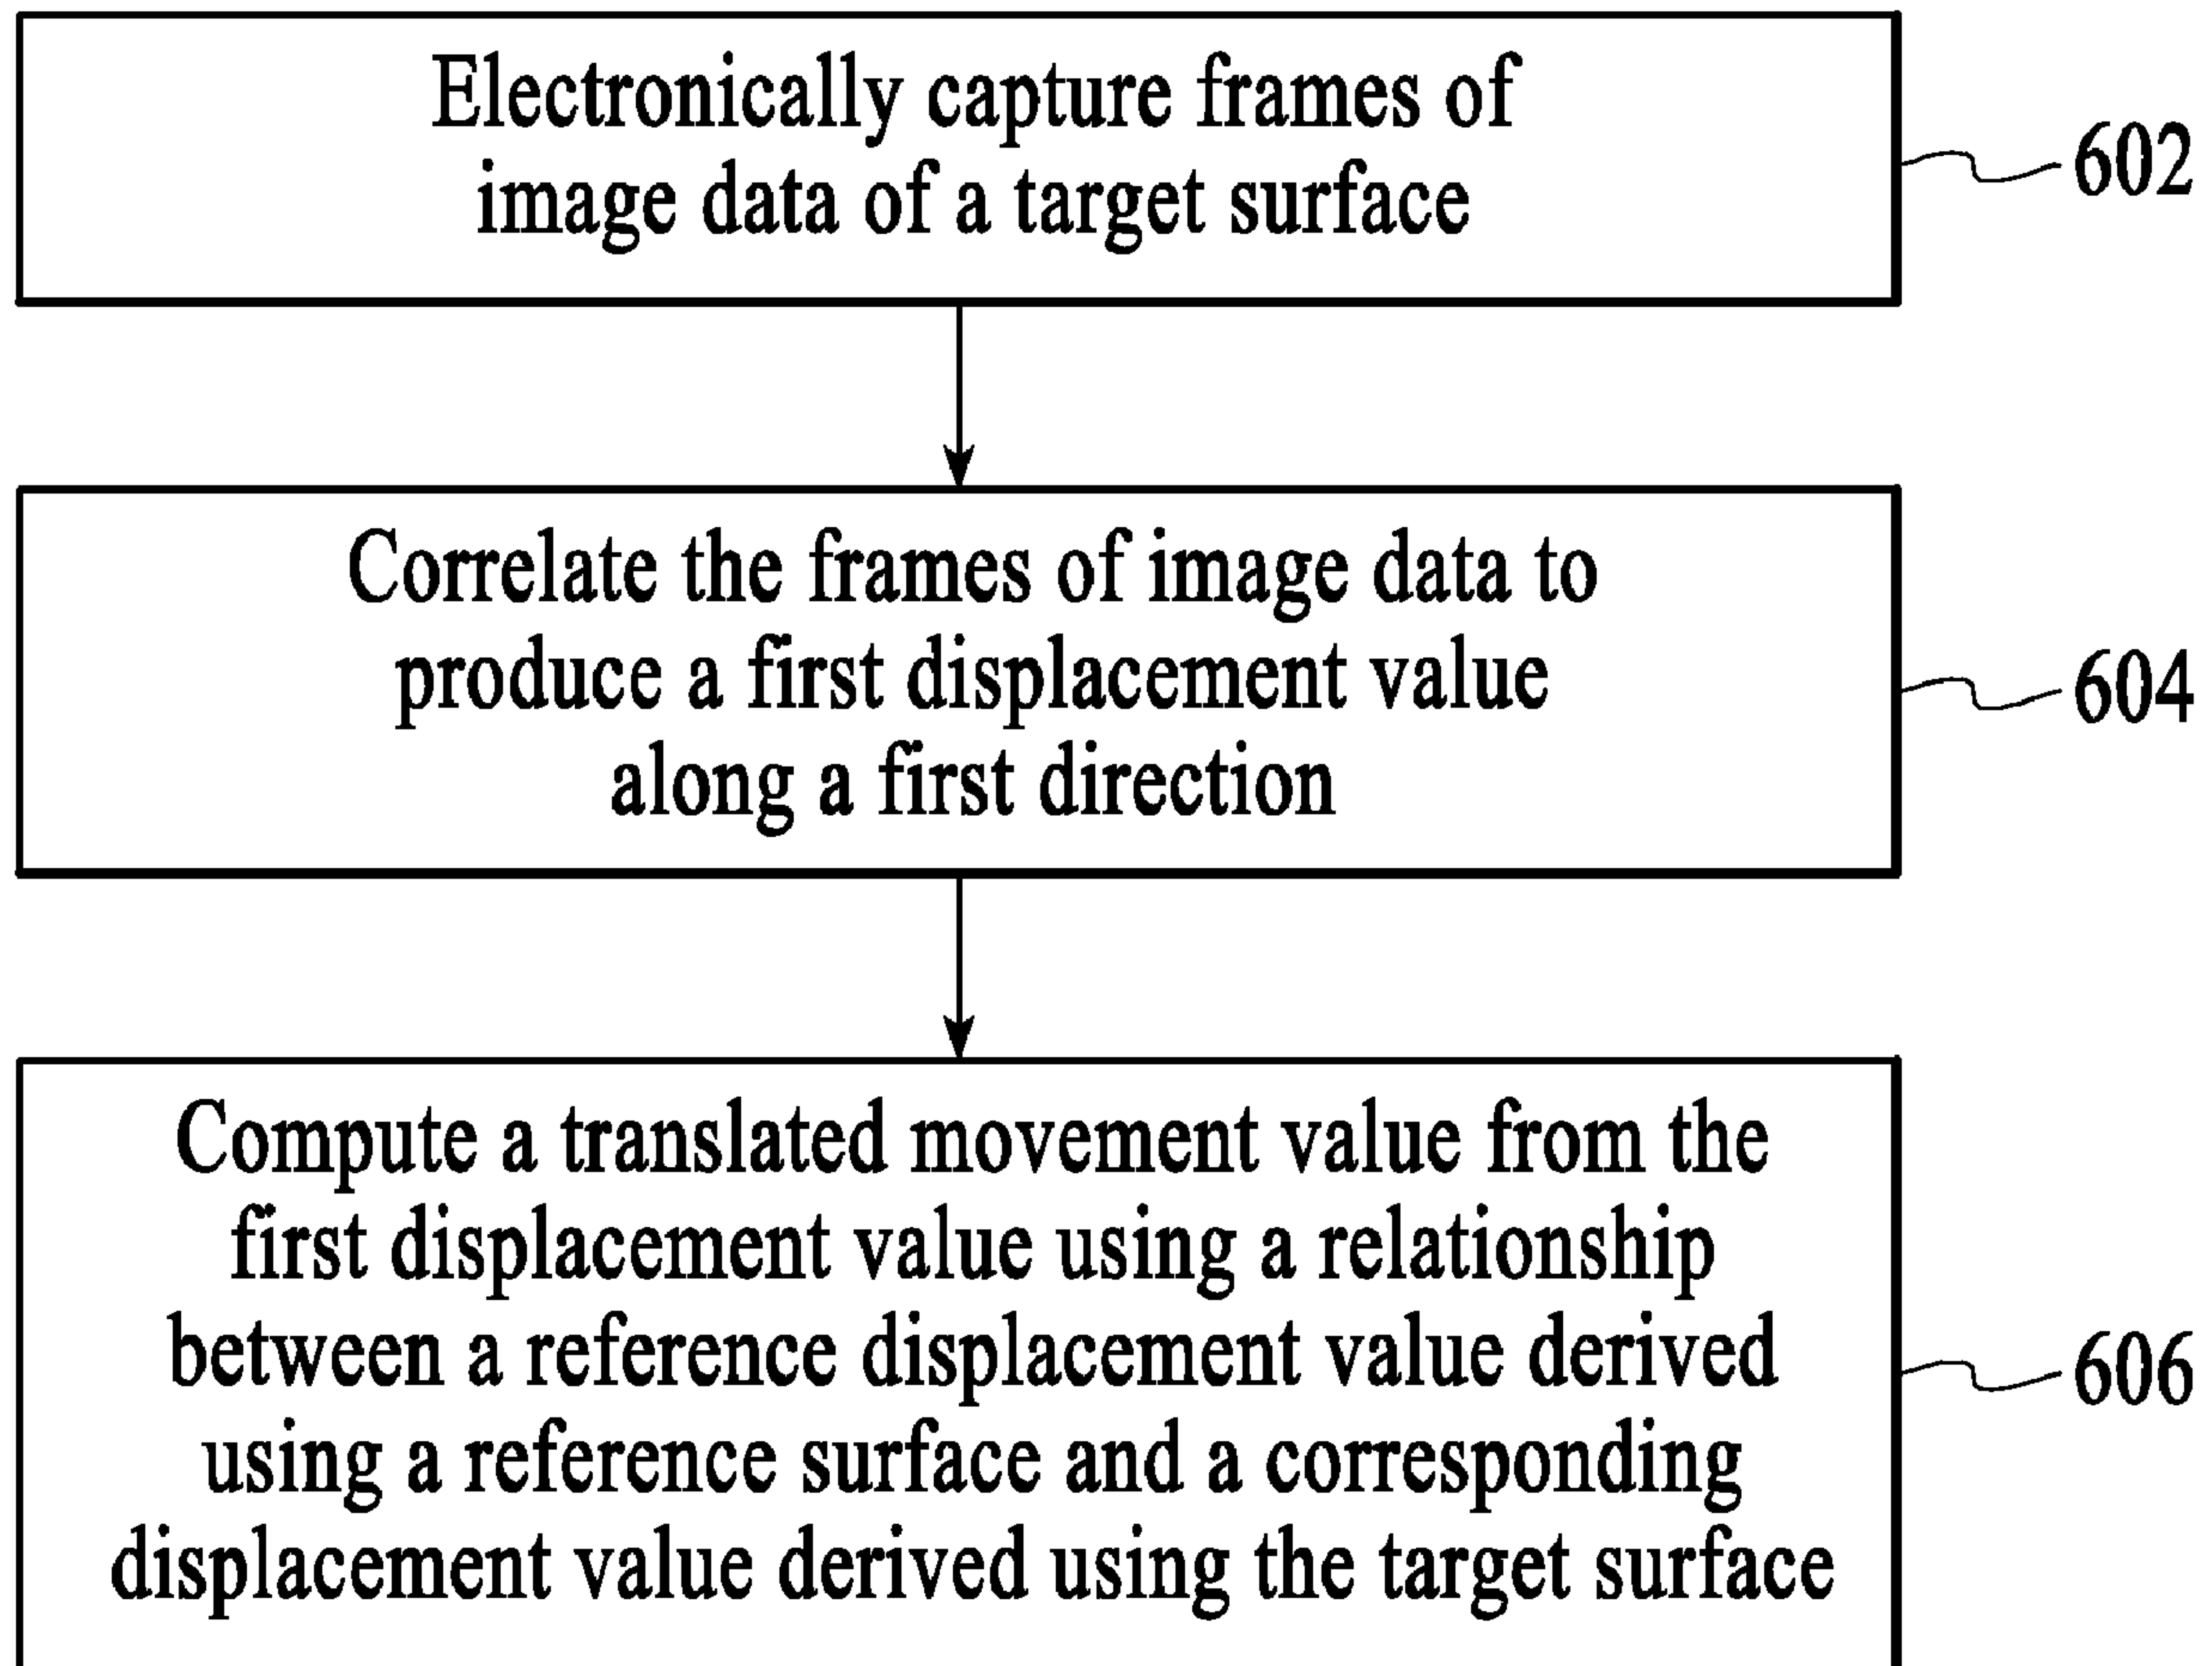 Electronically capture frames of
image data of a target surface
602
Correlate the frames of image data to
produce a first displacement value
along a first direction
604
Compute a translated movement value from the
first displacement value using a relationship
between a reference displacement value derived
using a reference surface and a corresponding
displacement value derived using the target surface
606